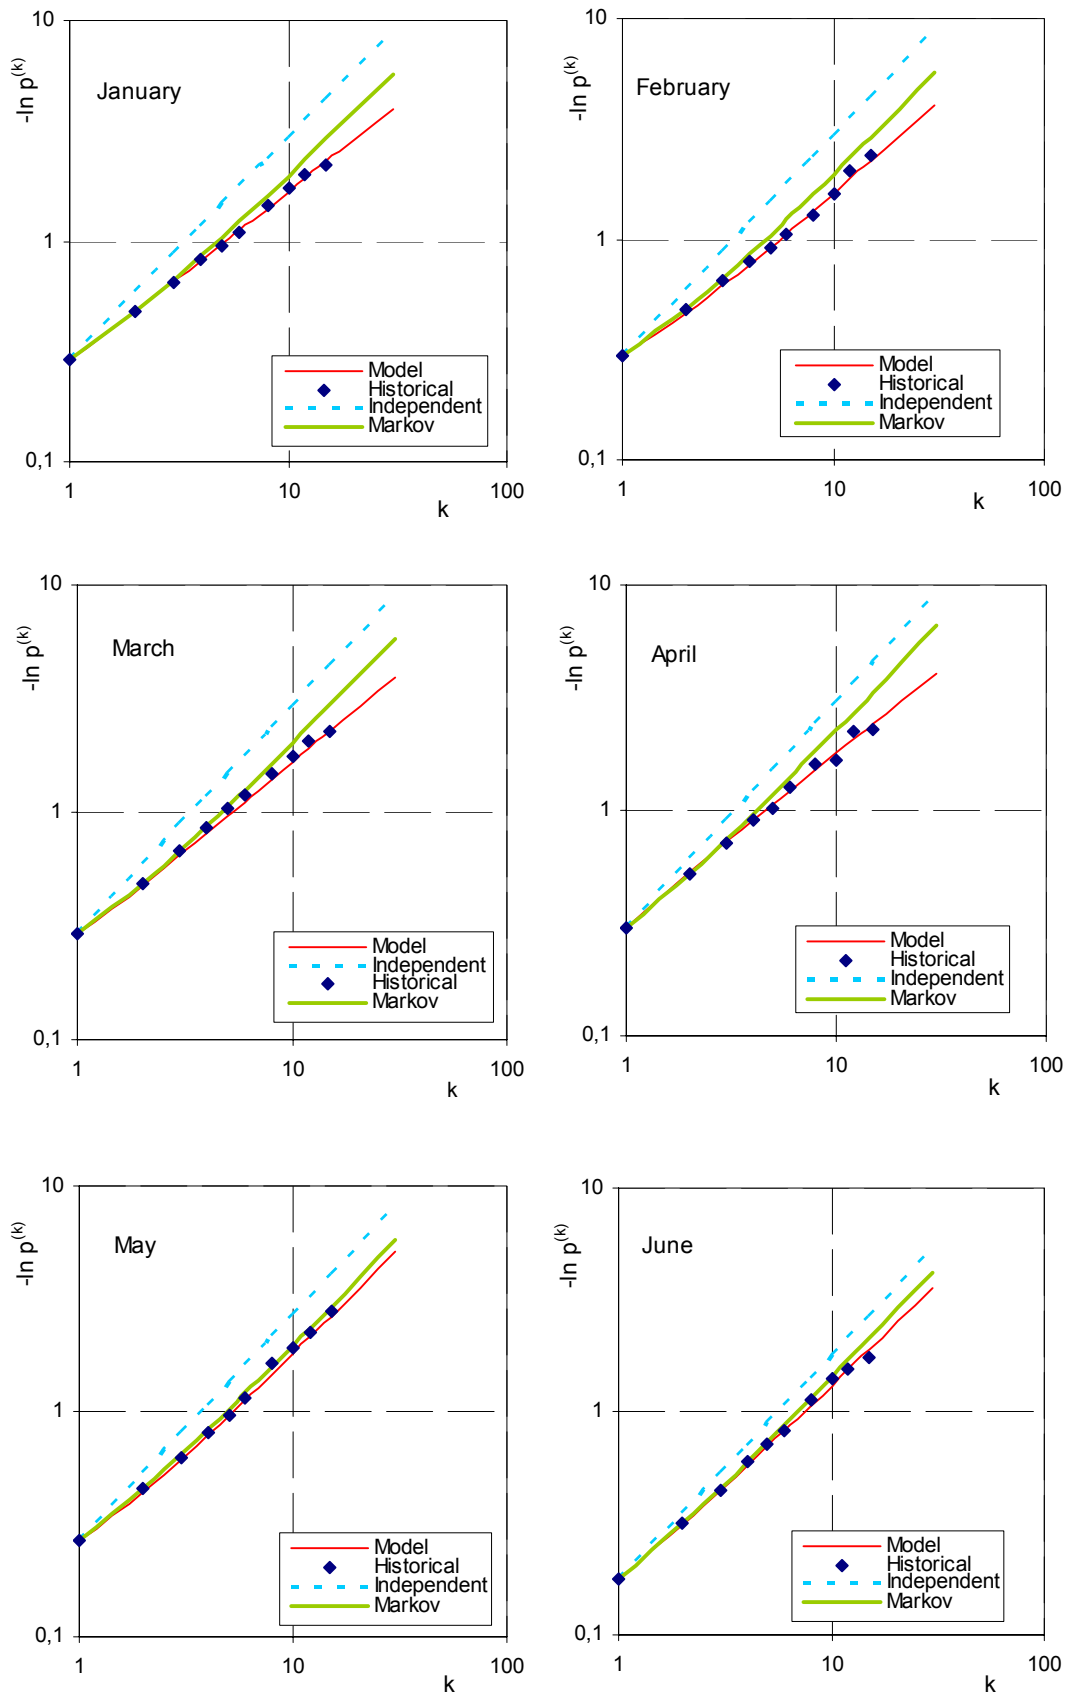 10
10
-ln p(k)
-ln p(k)
January
February
1
1
Model
Historical
Independent
Markov
Model
Historical
Independent
Markov
0,1
0,1
1
10
100
1
10
100
k
k
10
10
-ln p(k)
-ln p(k)
March
April
1
1
Model
Independent
Historical
Markov
Model
Historical
Independent
Markov
0,1
0,1
1
10
100
1
10
100
k
k
10
10
-ln p(k)
-ln p(k)
May
June
1
1
Model
Historical
Independent
Markov
Model
Historical
Independent
Markov
0,1
0,1
1
10
100
1
10
100
k
k